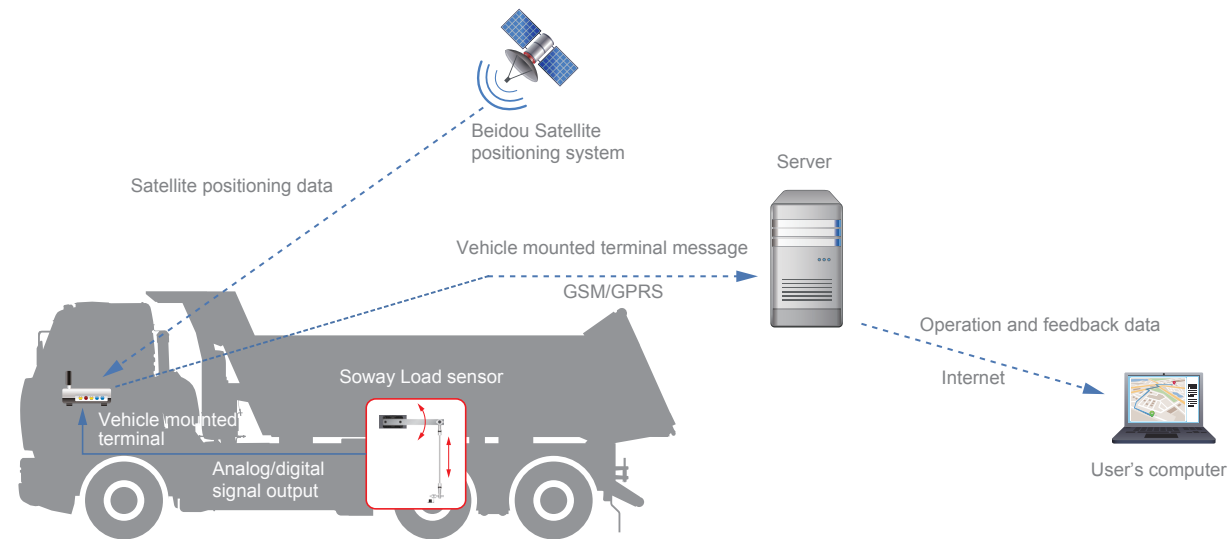 Beidou Satellite
positioning system
Satellite positioning data
Server
Vehicle mounted terminal message
GSM/GPRS
Operation and feedback data
Internet
User's computer
Soway Load sensor
Vehicle mounted
terminal
Analog/digital
signal output